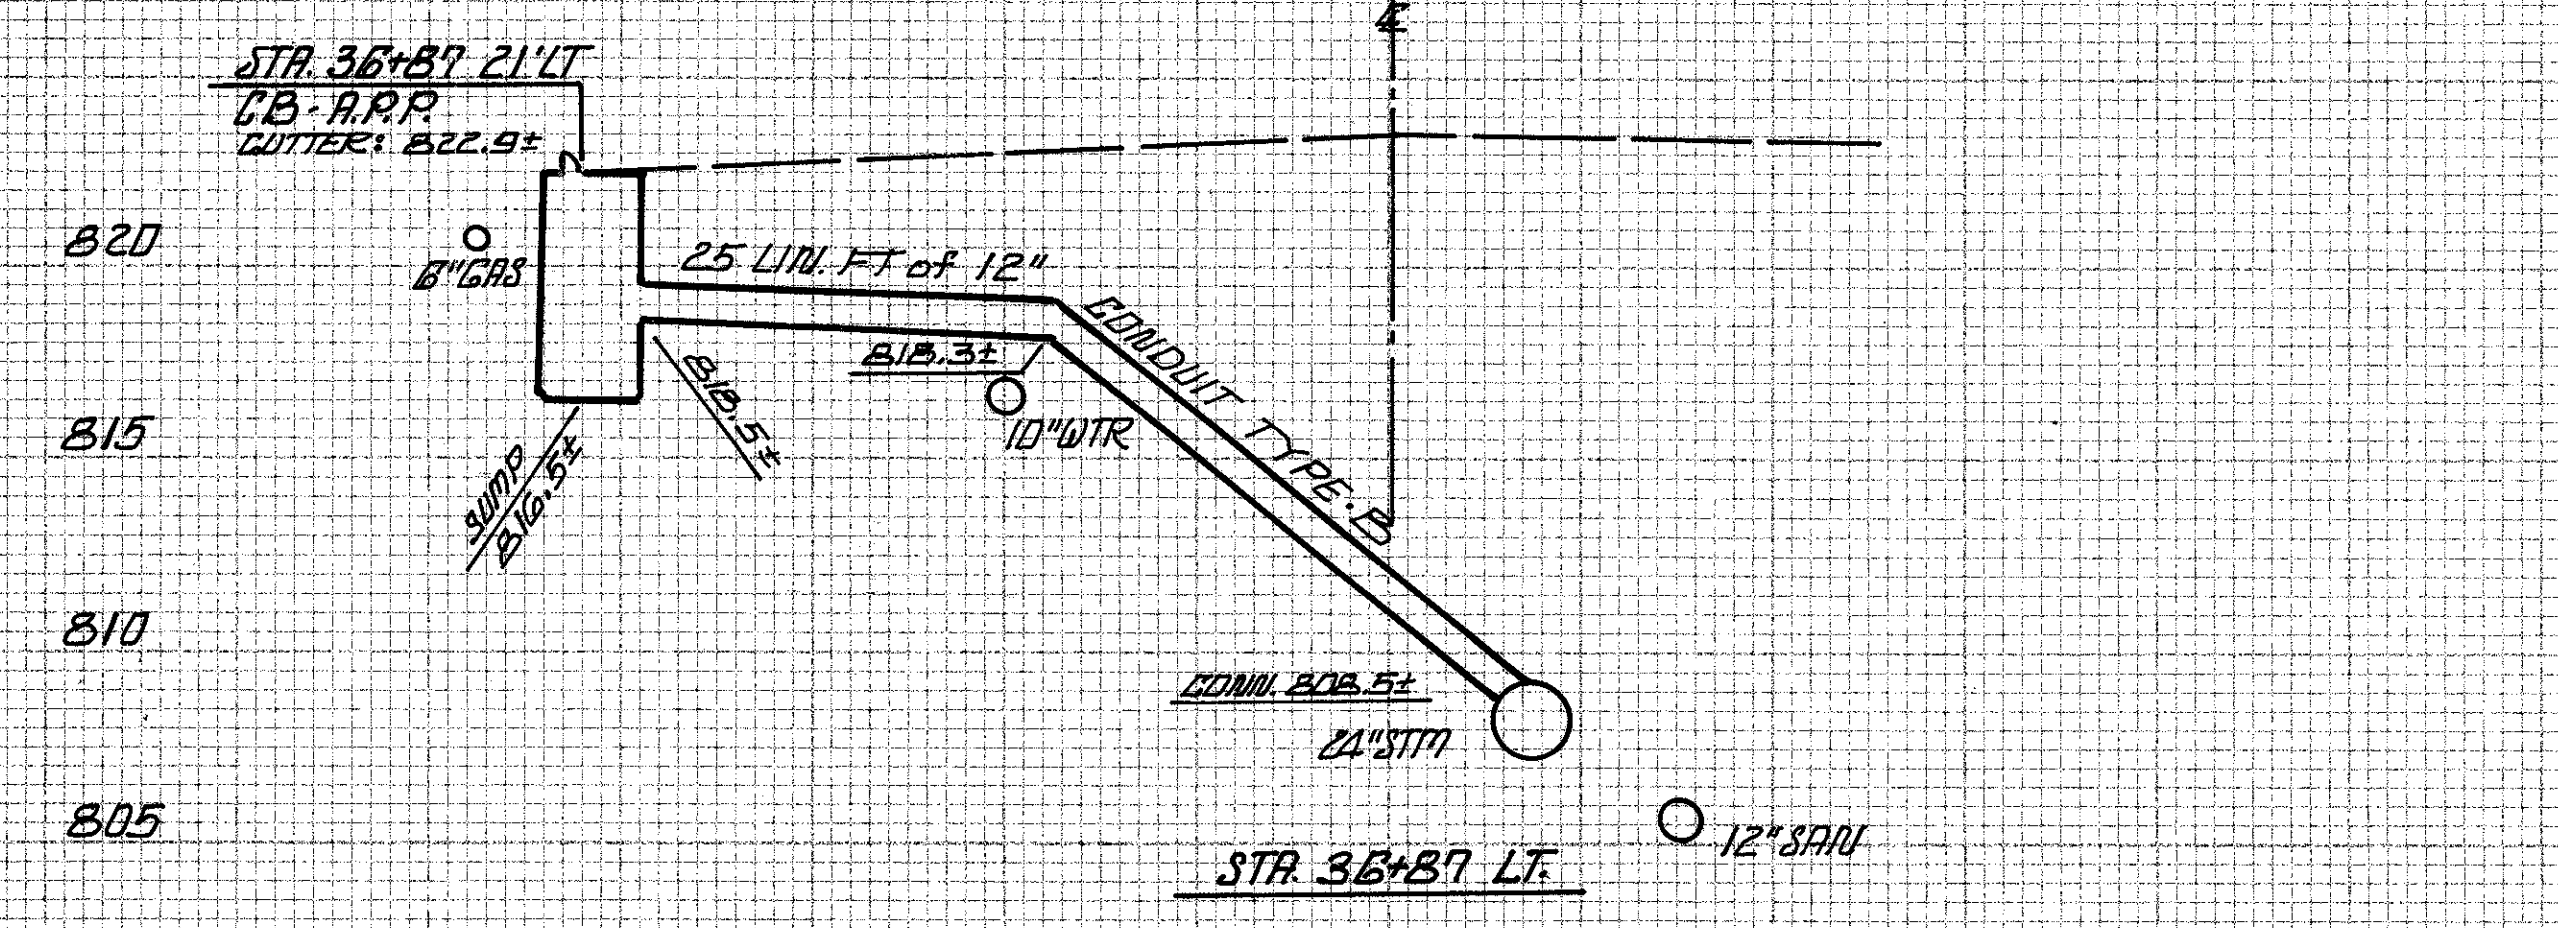 ℄
STA. 36+87 21' LT
CB - A.P.P.
GUTTER: 822.9±
820
6"GAS
25 LIN. FT of 12"
CONDUIT TYPE.B
818.3±
818.5±
10"WTR
815
SUMP
816.5±
810
CONN. 808.5±
24"STM
805
12"SAN
STA. 36+87 LT.